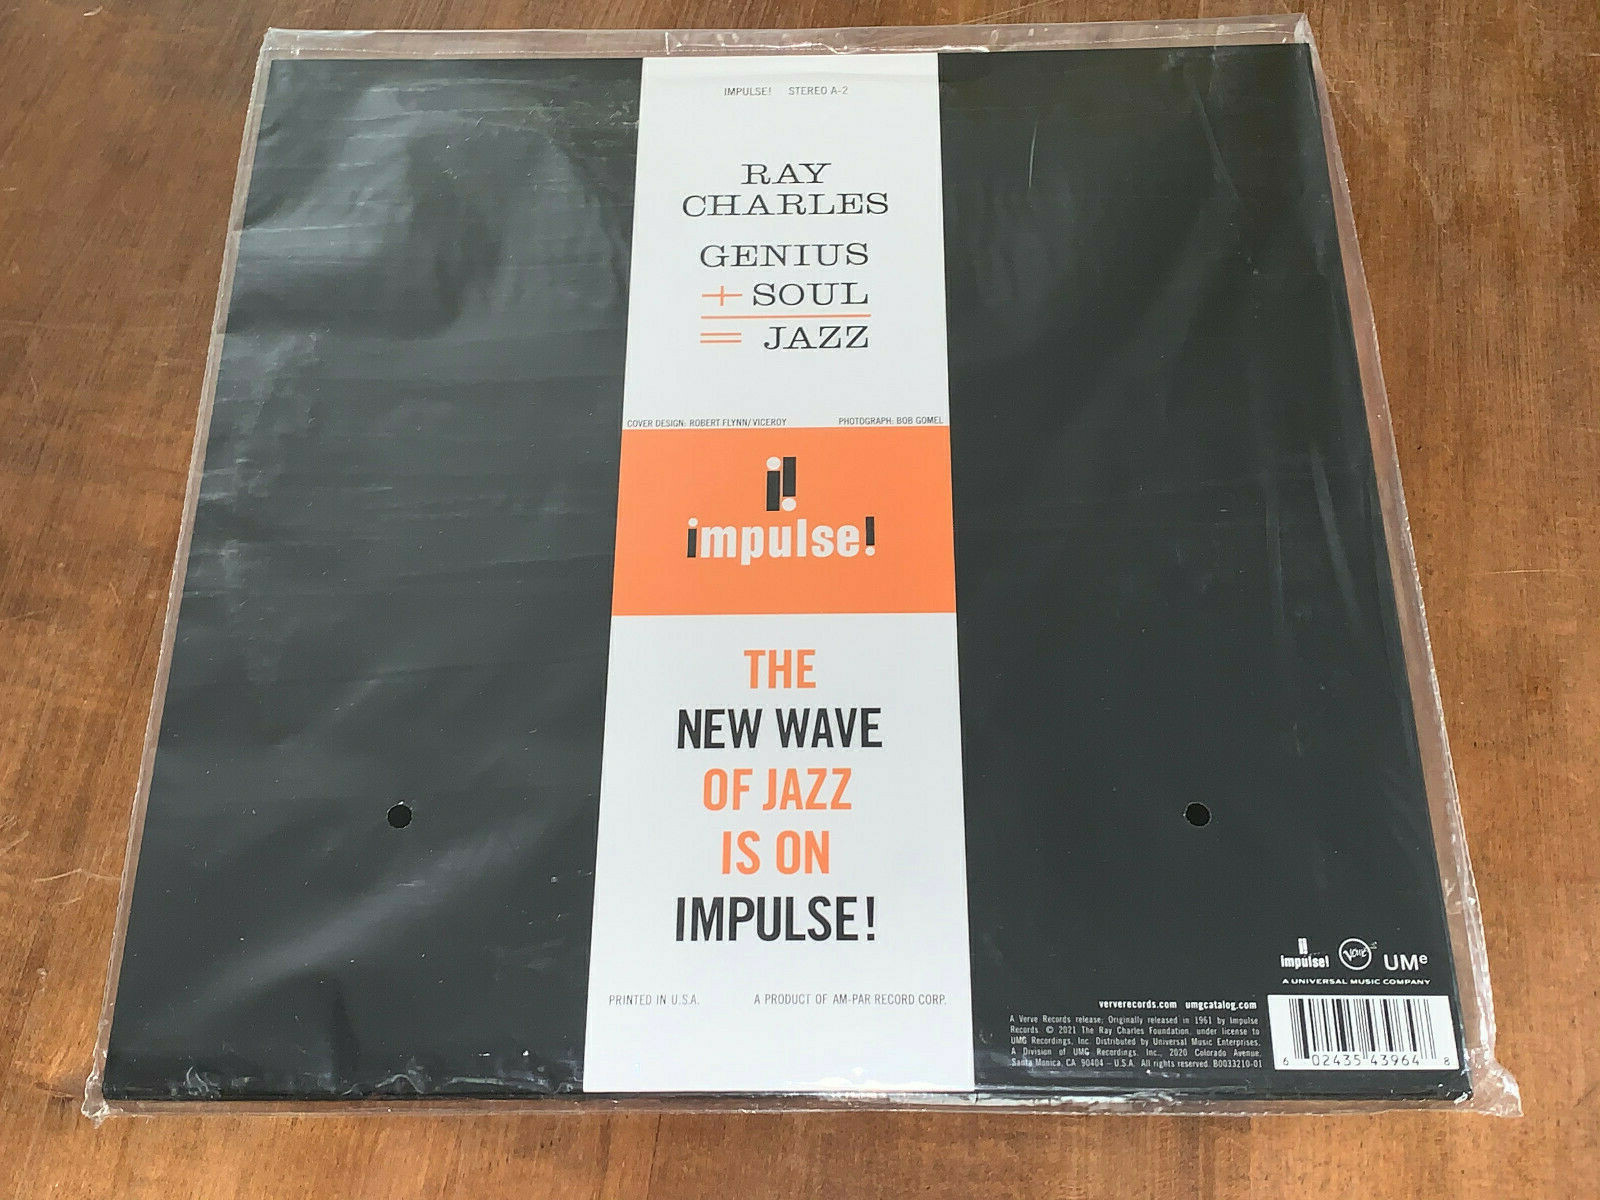 IMPULSE! STEREO A-2
RAY
CHARLES
GENIUS
+ SOUL
= JAZZ
COVER DESIGN: ROBERT FLYNN/VICEROY PHOTOGRAPH: BOB GOMEL
impulse!
THE
NEW WAVE
OF JAZZ
IS ON
IMPULSE!
PRINTED IN U.S.A. A PRODUCT OF AM-PAR RECORD CORP.
impulse! Verve UMe
A UNIVERSAL MUSIC COMPANY
ververecords.com umgcatalog.com
A Verve Records release; Originally released in 1961 by Impulse
Records. © 2021 The Ray Charles Foundation, under license to
UMG Recordings, Inc. Distributed by Universal Music Enterprises,
A Division of UMG Recordings, Inc., 2020 Colorado Avenue,
Santa Monica, CA 90404 – U.S.A. All rights reserved. B0033210-01
6 02435 43964 8